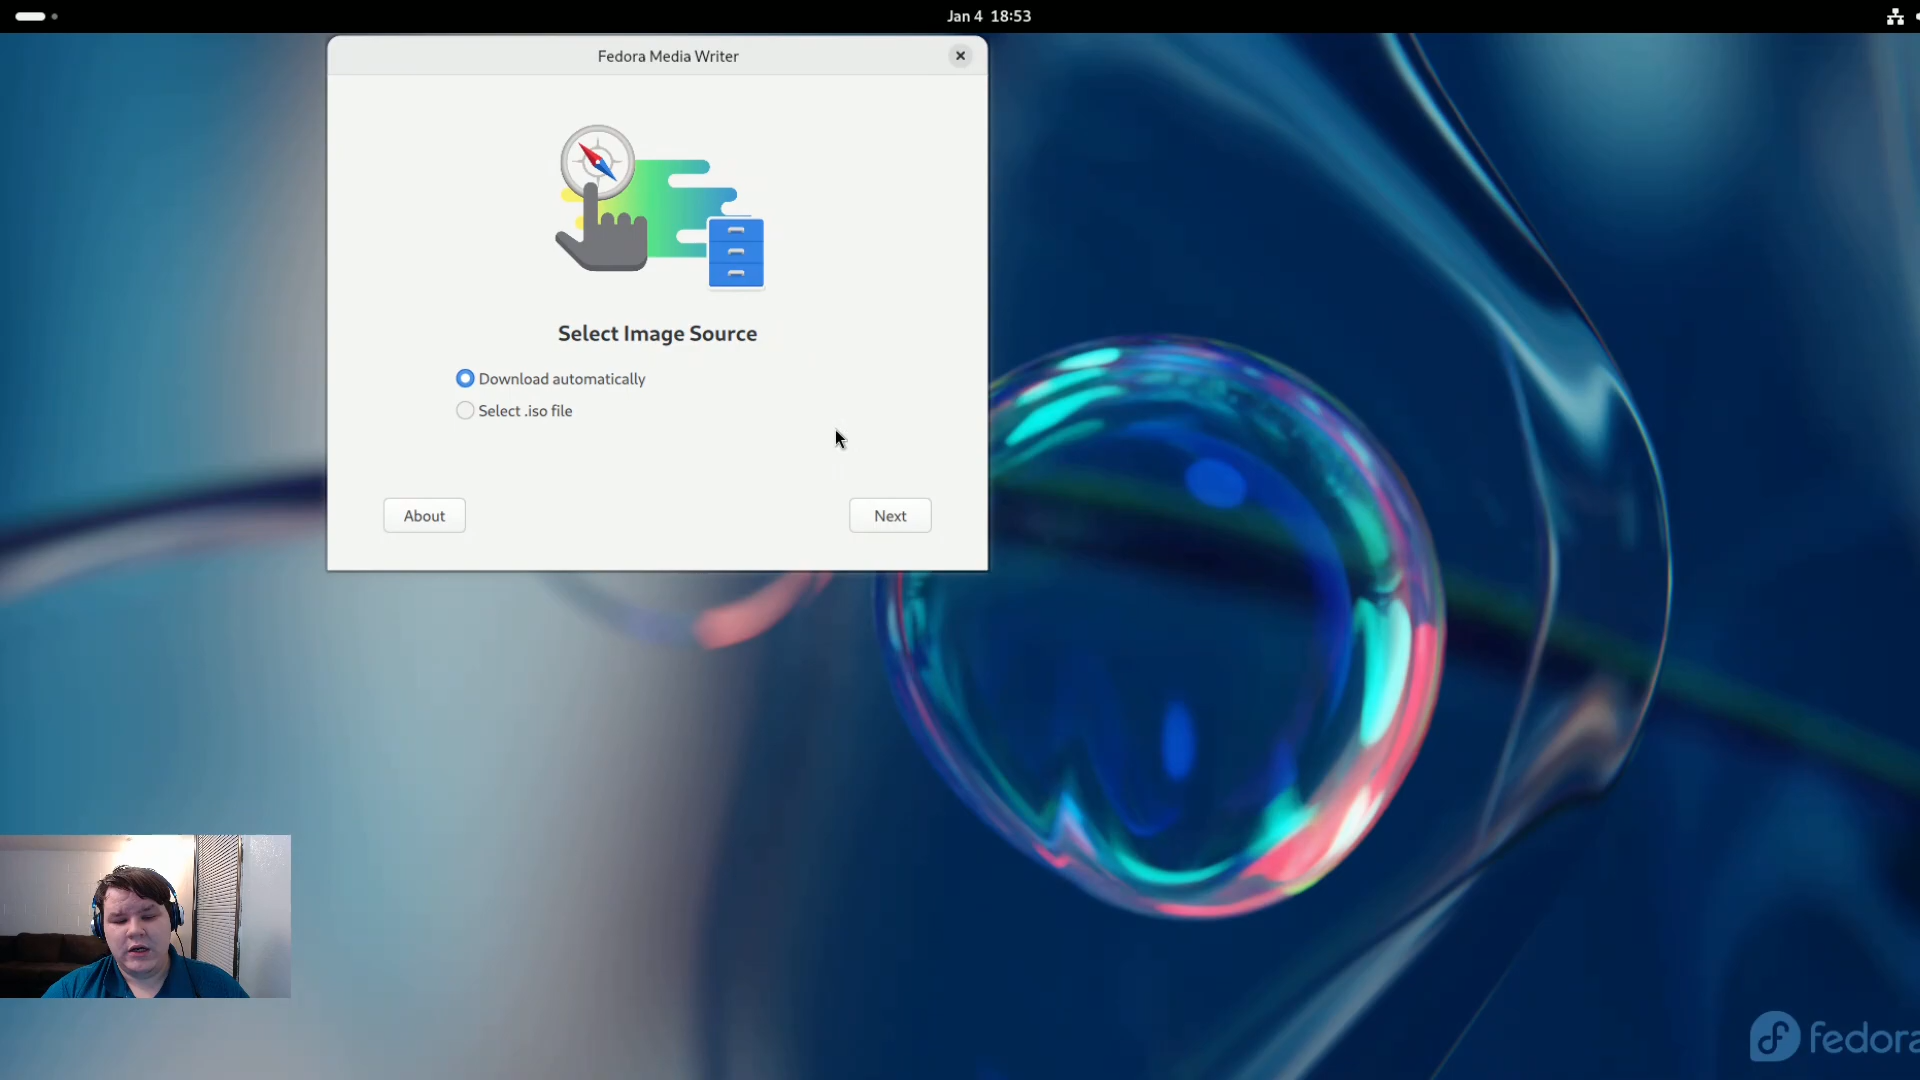 Jan 4 18:53
Fedora Media Writer
Select Image Source
Download automatically
Select .iso file
About
Next
fedora